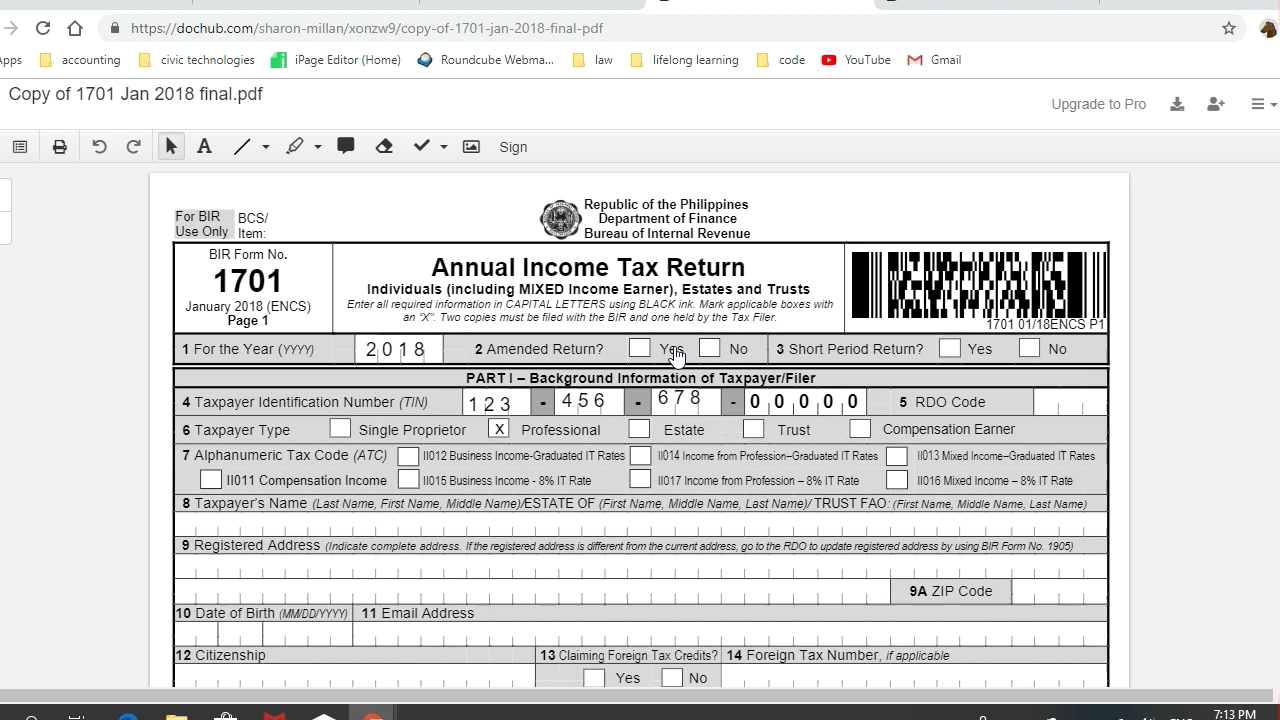 https://dochub.com/sharon-millan/xonzw9/copy-of-1701-jan-2018-final-pdf
pps accounting civic technologies iPage Editor (Home) Roundcube Webma... law lifelong learning code YouTube Gmail
Copy of 1701 Jan 2018 final.pdf
Upgrade to Pro
A Sign
For BIR Use Only BCS/ Item:
Republic of the Philippines
Department of Finance
Bureau of Internal Revenue
BIR Form No.
1701
January 2018 (ENCS)
Page 1
Annual Income Tax Return
Individuals (including MIXED Income Earner), Estates and Trusts
Enter all required information in CAPITAL LETTERS using BLACK ink. Mark applicable boxes with
an “X”. Two copies must be filed with the BIR and one held by the Tax Filer.
1701 01/18ENCS P1
1 For the Year (YYYY) 2018 2 Amended Return? Yes No 3 Short Period Return? Yes No
PART I – Background Information of Taxpayer/Filer
4 Taxpayer Identification Number (TIN) 123 - 456 - 678 - 0 0 0 0 0 5 RDO Code
6 Taxpayer Type Single Proprietor x Professional Estate Trust Compensation Earner
7 Alphanumeric Tax Code (ATC) II012 Business Income-Graduated IT Rates II014 Income from Profession–Graduated IT Rates II013 Mixed Income–Graduated IT Rates
II011 Compensation Income II015 Business Income - 8% IT Rate II017 Income from Profession – 8% IT Rate II016 Mixed Income – 8% IT Rate
8 Taxpayer's Name (Last Name, First Name, Middle Name)/ESTATE OF (First Name, Middle Name, Last Name)/ TRUST FAO: (First Name, Middle Name, Last Name)
9 Registered Address (Indicate complete address. If the registered address is different from the current address, go to the RDO to update registered address by using BIR Form No. 1905)
9A ZIP Code
10 Date of Birth (MM/DD/YYYY) 11 Email Address
12 Citizenship 13 Claiming Foreign Tax Credits? 14 Foreign Tax Number, if applicable
Yes No
7:13 PM